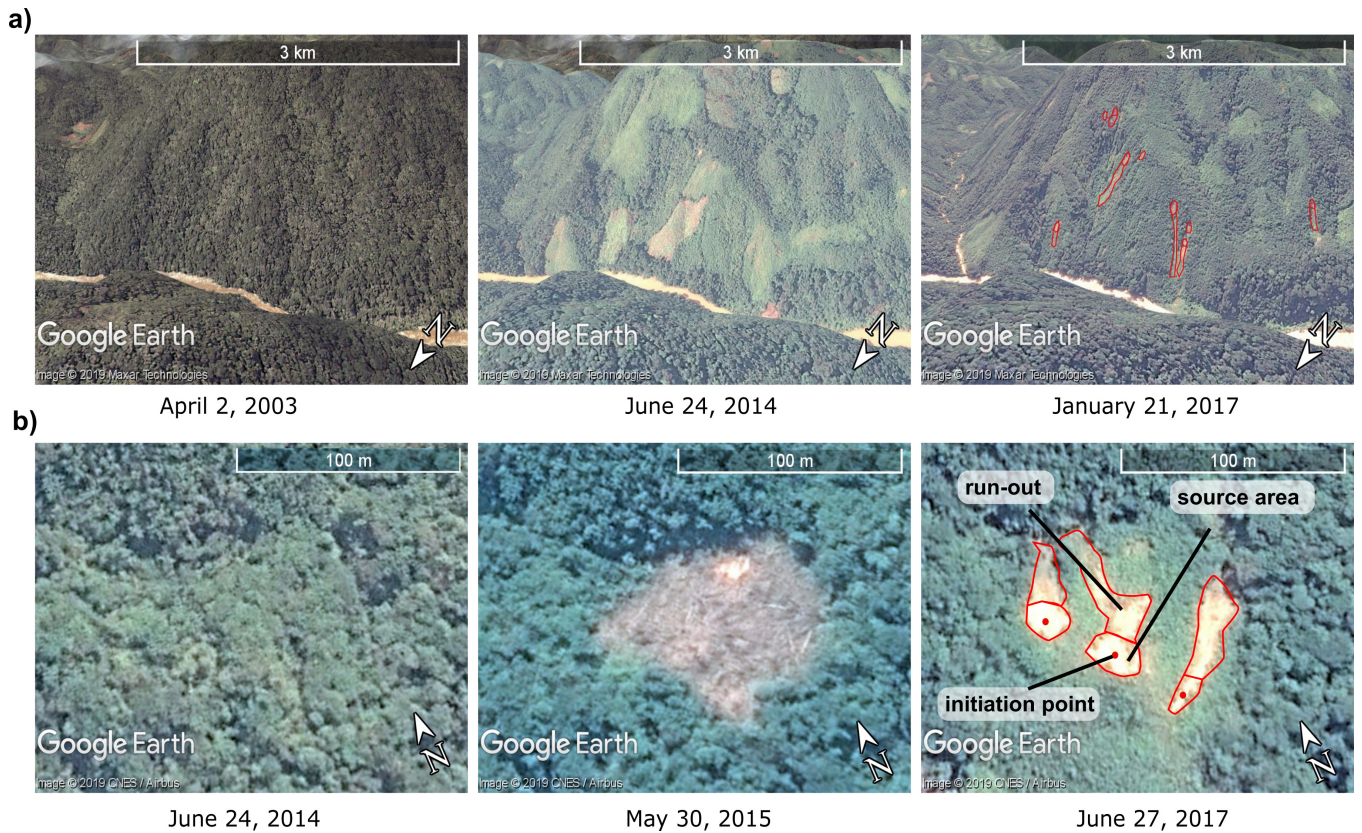 a)
3 km
3 km
3 km
Google Earth
Google Earth
Google Earth
N
N
N
Image © 2019 Maxar Technologies
Image © 2019 Maxar Technologies
Image © 2019 Maxar Technologies
April 2, 2003
June 24, 2014
January 21, 2017
b)
100 m
100 m
100 m
run-out
source area
initiation point
Google Earth
Google Earth
Google Earth
N
N
N
Image © 2019 CNES / Airbus
Image © 2019 CNES / Airbus
Image © 2019 CNES / Airbus
June 24, 2014
May 30, 2015
June 27, 2017